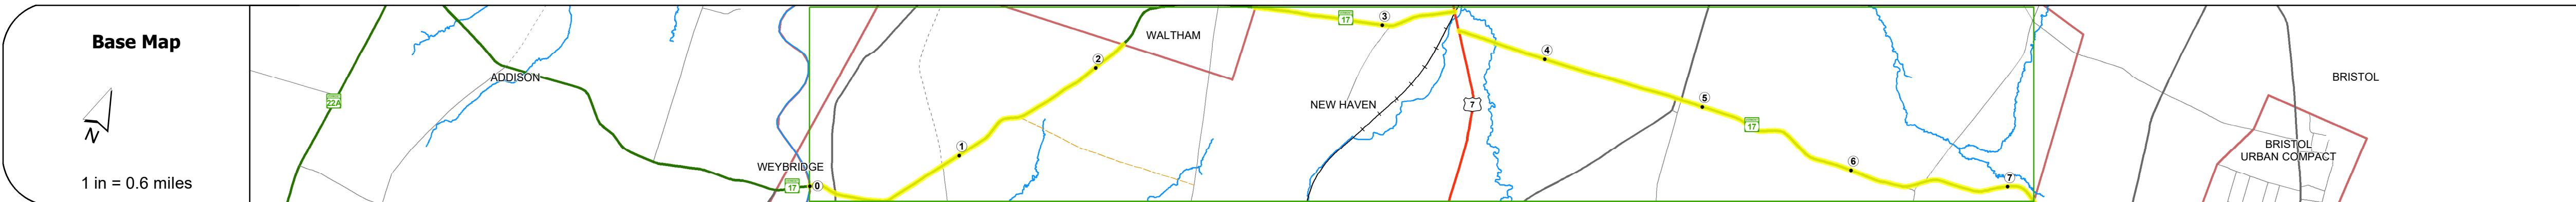 Base Map
N
1 in = 0.6 miles
22A
ADDISON
WEYBRIDGE
17
0
1
2
WALTHAM
17
3
NEW HAVEN
7
4
5
17
6
7
BRISTOL
BRISTOL
URBAN COMPACT